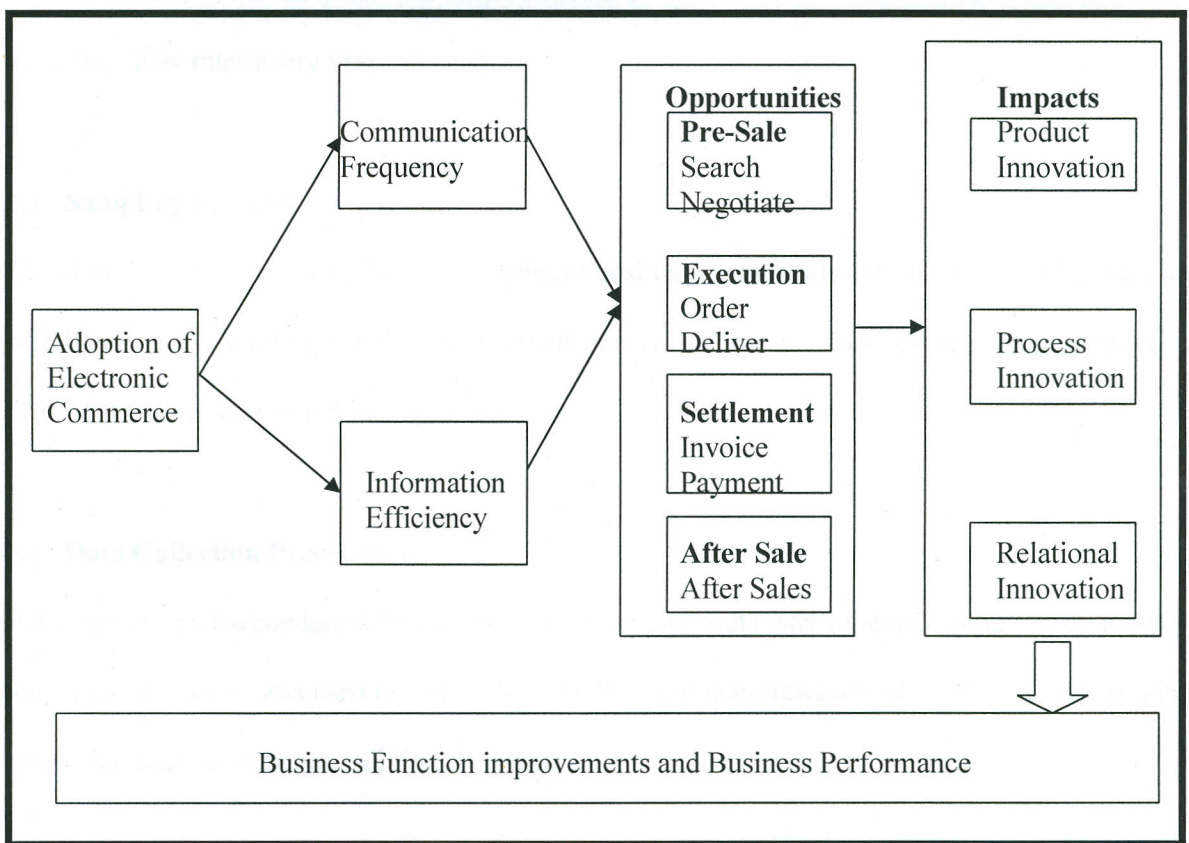 Adoption of
Electronic
Commerce
Communication
Frequency
Information
Efficiency
Opportunities
Pre-Sale
Search
Negotiate
Execution
Order
Deliver
Settlement
Invoice
Payment
After Sale
After Sales
Impacts
Product
Innovation
Process
Innovation
Relational
Innovation
Business Function improvements and Business Performance